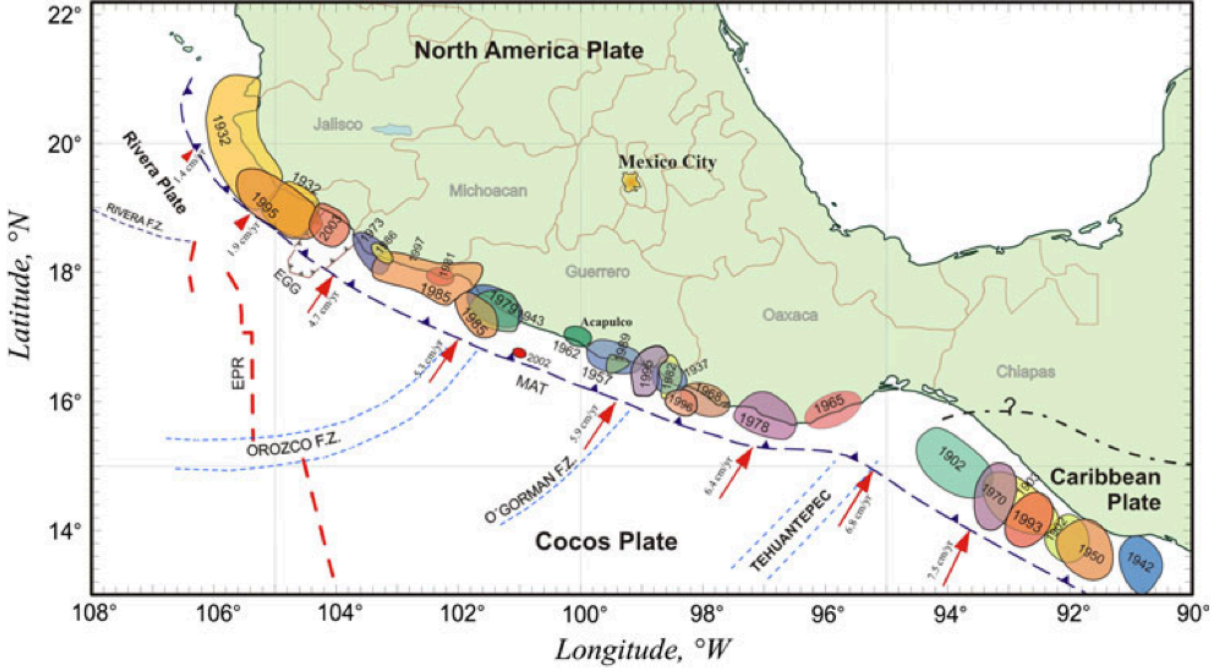 22°
20°
18°
16°
14°
Latitude, °N
North America Plate
Jalisco
1932
Rivera Plate
1.4 cm/yr
Mexico City
Michoacan
1932
1995
2003
RIVERA F.Z.
1.9 cm/yr
1973
1986
1997
1981
EGG
1985
Guerrero
4.7 cm/yr
1985
1979
1943
Acapulco
Oaxaca
EPR
5.3 cm/yr
2002
1962
1989
MAT
1957
1995
1882
1937
1968
1996
1978
1965
Chiapas
?
OROZCO F.Z.
5.9 cm/yr
O'GORMAN F.Z.
6.4 cm/yr
1902
Caribbean
Plate
1970
1903
1993
Cocos Plate
TEHUANTEPEC
6.8 cm/yr
7.5 cm/yr
1950
1942
108°
106°
104°
102°
100°
98°
96°
94°
92°
90°
Longitude, °W